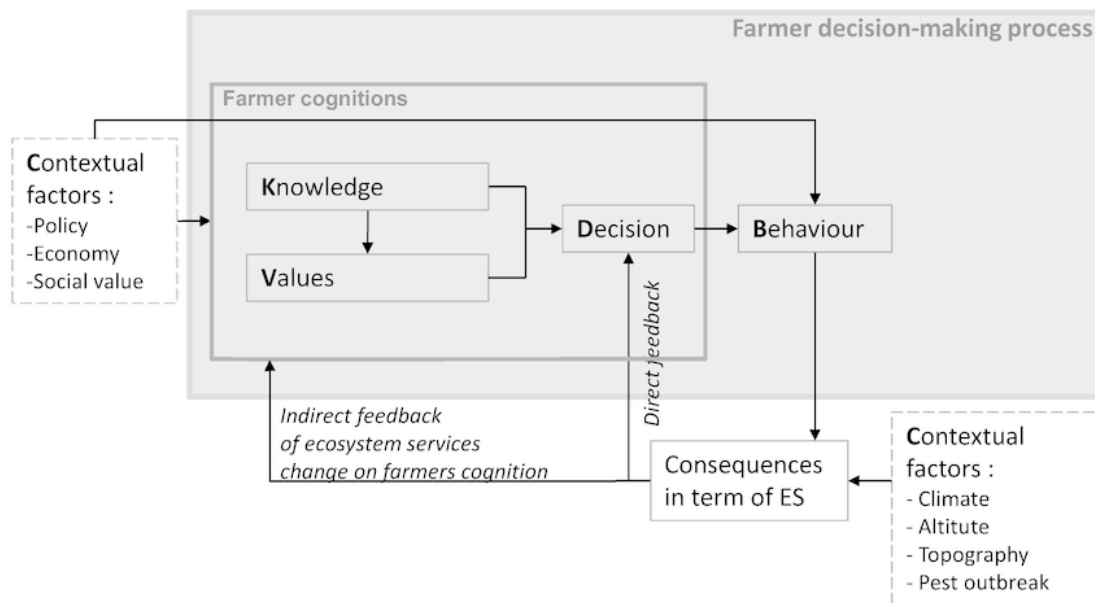 Farmer decision-making process
Farmer cognitions
Contextual
factors :
-Policy
-Economy
-Social value
Knowledge
Values
Decision
Behaviour
Direct feedback
Indirect feedback
of ecosystem services
change on farmers cognition
Consequences
in term of ES
Contextual
factors :
- Climate
- Altitute
- Topography
- Pest outbreak